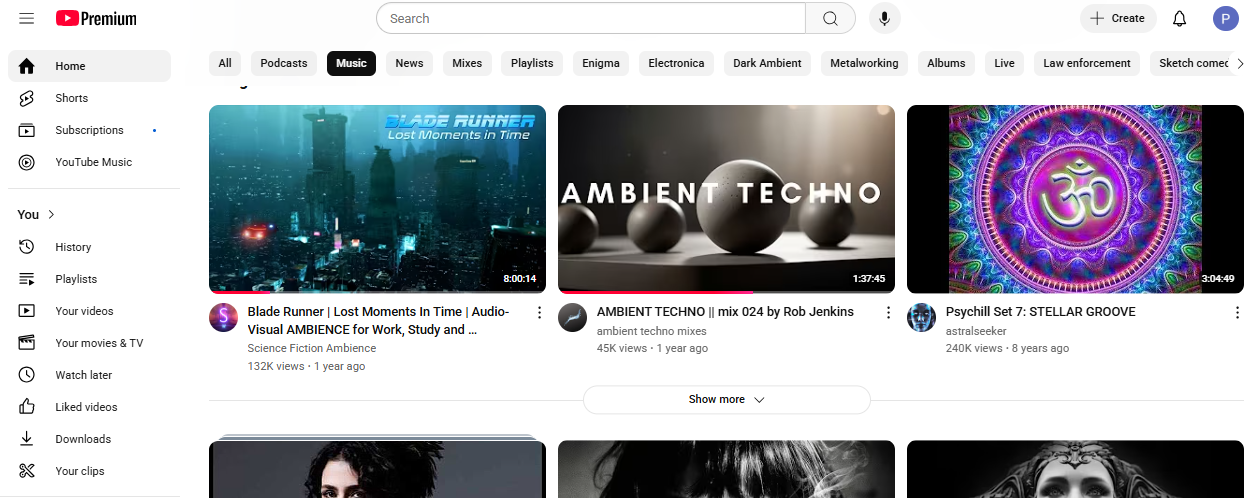 Premium
Search
Create
P
Home
Shorts
Subscriptions
YouTube Music
You
History
Playlists
Your videos
Your movies & TV
Watch later
Liked videos
Downloads
Your clips
All
Podcasts
Music
News
Mixes
Playlists
Enigma
Electronica
Dark Ambient
Metalworking
Albums
Live
Law enforcement
Sketch comed
BLADE RUNNER
Lost Moments in Time
8:00:14
S
Blade Runner | Lost Moments In Time | Audio-
Visual AMBIENCE for Work, Study and ...
Science Fiction Ambience
132K views • 1 year ago
AMBIENT TECHNO
1:37:45
AMBIENT TECHNO || mix 024 by Rob Jenkins
ambient techno mixes
45K views • 1 year ago
ॐ
3:04:49
Psychill Set 7: STELLAR GROOVE
astralseeker
240K views • 8 years ago
Show more